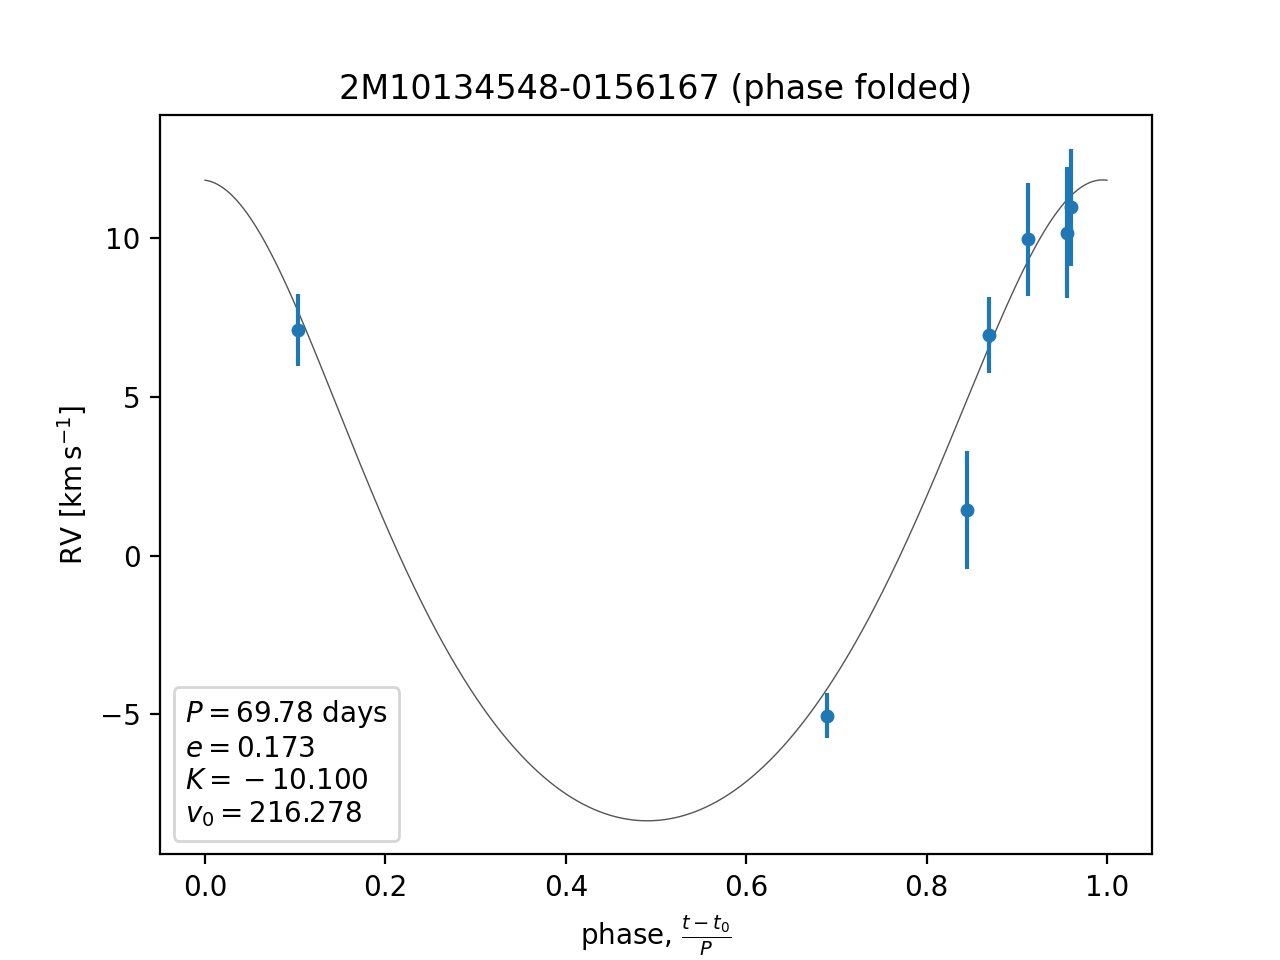 2M10134548-0156167 (phase folded)
RV [km s⁻¹]
10
5
0
−5
P = 69.78 days
e = 0.173
K = −10.100
v₀ = 216.278
0.0 0.2 0.4 0.6 0.8 1.0
phase, (t − t₀)/P